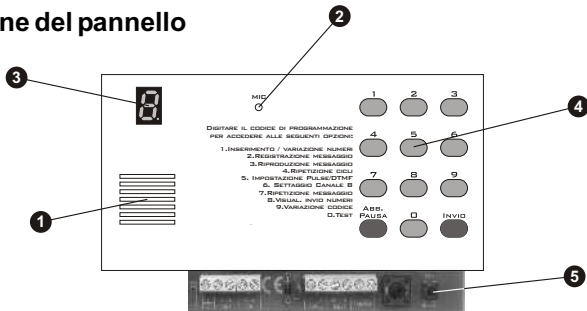 ne del pannello
2
3
MIC
1 2 3
4
DIGITARE IL CODICE DI PROGRAMMAZIONE
PER ACCEDERE ALLE SEGUENTI OPZIONI:
4 5 6
1.INSERIMENTO / VARIAZIONE NUMERI
2.REGISTRAZIONE MESSAGGIO
3.RIPRODUZIONE MESSAGGIO
4.RIPETIZIONE CICLI
5. IMPOSTAZIONE PULSE/DTMF
6. SETTAGGIO CANALE B
7.RIPETIZIONE MESSAGGIO
8.VISUAL. INVIO NUMERI
9.VARIAZIONE CODICE
0.TEST
7 8 9
ABB.
PAUSA 0 INVIO
1
CE
5